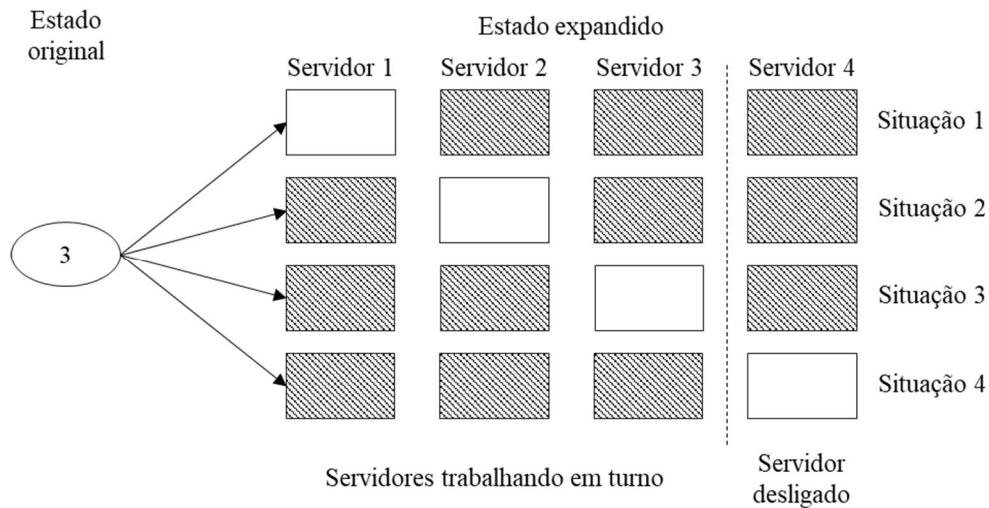 Estado
original
Estado expandido
Servidor 1
Servidor 2
Servidor 3
Servidor 4
Situação 1
Situação 2
3
Situação 3
Situação 4
Servidores trabalhando em turno
Servidor
desligado